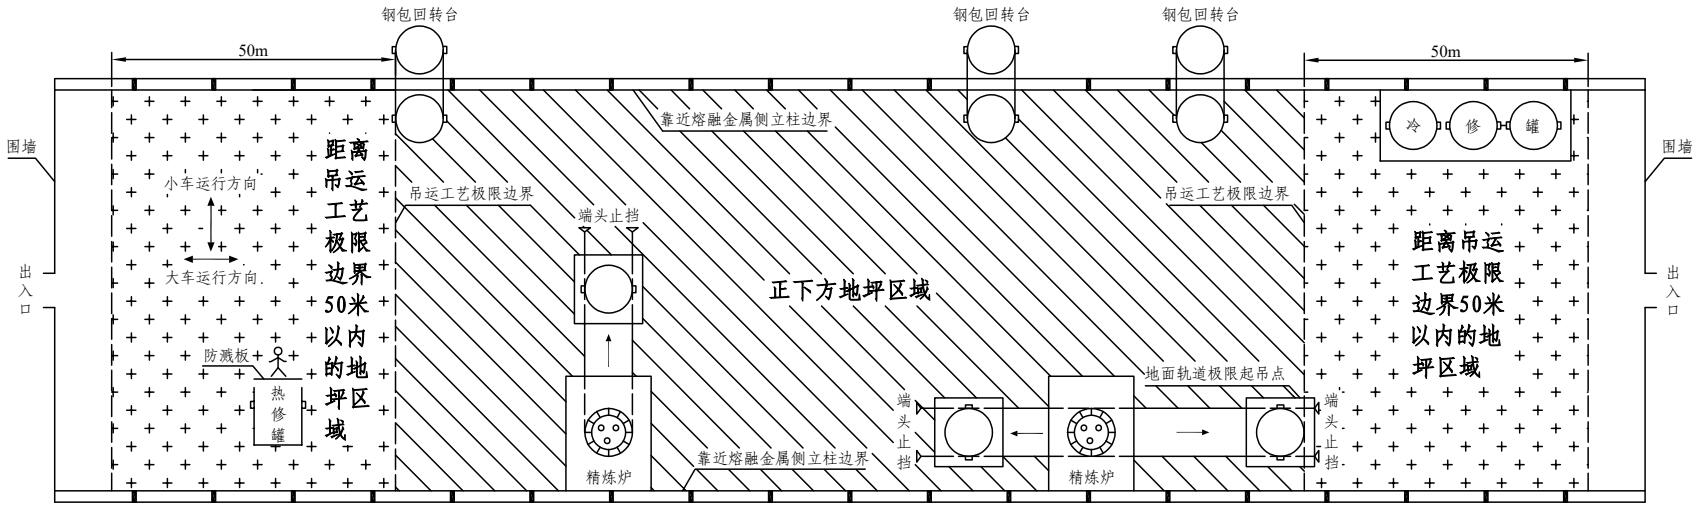 钢包回转台
钢包回转台
钢包回转台
50m
50m
靠近熔融金属侧立柱边界
冷
修
罐
围墙
围墙
距离
吊运
工艺
极限
边界
50米
以内
的地
坪区
域
小车运行方向
大车运行方向
吊运工艺极限边界
吊运工艺极限边界
端头止挡
正下方地坪区域
距离吊运
工艺极限
边界50米
以内的地
坪区域
出
入
口
出
入
口
防溅板
热
修
罐
地面轨道极限起吊点
端
头
止
挡
端
头
止
挡
靠近熔融金属侧立柱边界
精炼炉
精炼炉